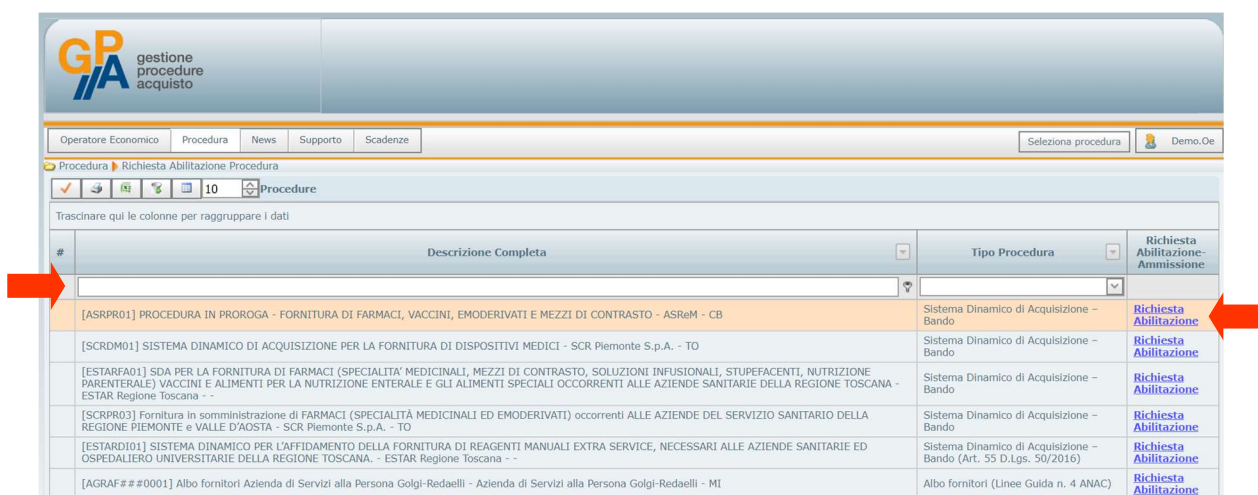 GPA
gestione
procedure
acquisto
Operatore Economico Procedura News Supporto Scadenze Seleziona procedura Demo.Oe
Procedura Richiesta Abilitazione Procedura
10 Procedure
Trascinare qui le colonne per raggruppare i dati
# Descrizione Completa Tipo Procedura Richiesta
Abilitazione-
Ammissione
[ASRPR01] PROCEDURA IN PROROGA - FORNITURA DI FARMACI, VACCINI, EMODERIVATI E MEZZI DI CONTRASTO - ASReM - CB
Sistema Dinamico di Acquisizione –
Bando
Richiesta
Abilitazione
[SCRDM01] SISTEMA DINAMICO DI ACQUISIZIONE PER LA FORNITURA DI DISPOSITIVI MEDICI - SCR Piemonte S.p.A. - TO
Sistema Dinamico di Acquisizione –
Bando
Richiesta
Abilitazione
[ESTARFA01] SDA PER LA FORNITURA DI FARMACI (SPECIALITA’ MEDICINALI, MEZZI DI CONTRASTO, SOLUZIONI INFUSIONALI, STUPEFACENTI, NUTRIZIONE
PARENTERALE) VACCINI E ALIMENTI PER LA NUTRIZIONE ENTERALE E GLI ALIMENTI SPECIALI OCCORRENTI ALLE AZIENDE SANITARIE DELLA REGIONE TOSCANA -
ESTAR Regione Toscana - -
Sistema Dinamico di Acquisizione –
Bando
Richiesta
Abilitazione
[SCRPR03] Fornitura in somministrazione di FARMACI (SPECIALITÀ MEDICINALI ED EMODERIVATI) occorrenti ALLE AZIENDE DEL SERVIZIO SANITARIO DELLA
REGIONE PIEMONTE e VALLE D’AOSTA - SCR Piemonte S.p.A. - TO
Sistema Dinamico di Acquisizione –
Bando
Richiesta
Abilitazione
[ESTARDI01] SISTEMA DINAMICO PER L’AFFIDAMENTO DELLA FORNITURA DI REAGENTI MANUALI EXTRA SERVICE, NECESSARI ALLE AZIENDE SANITARIE ED
OSPEDALIERO UNIVERSITARIE DELLA REGIONE TOSCANA. - ESTAR Regione Toscana - -
Sistema Dinamico di Acquisizione –
Bando (Art. 55 D.Lgs. 50/2016)
Richiesta
Abilitazione
[AGRAF###0001] Albo fornitori Azienda di Servizi alla Persona Golgi-Redaelli - Azienda di Servizi alla Persona Golgi-Redaelli - MI
Albo fornitori (Linee Guida n. 4 ANAC)
Richiesta
Abilitazione